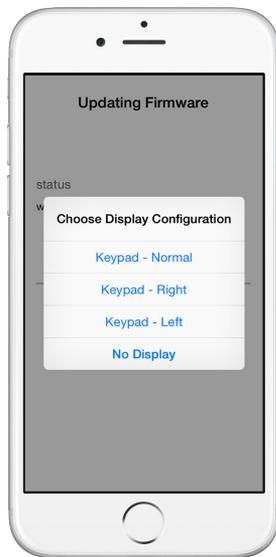 Updating Firmware
status
Choose Display Configuration
Keypad - Normal
Keypad - Right
Keypad - Left
No Display